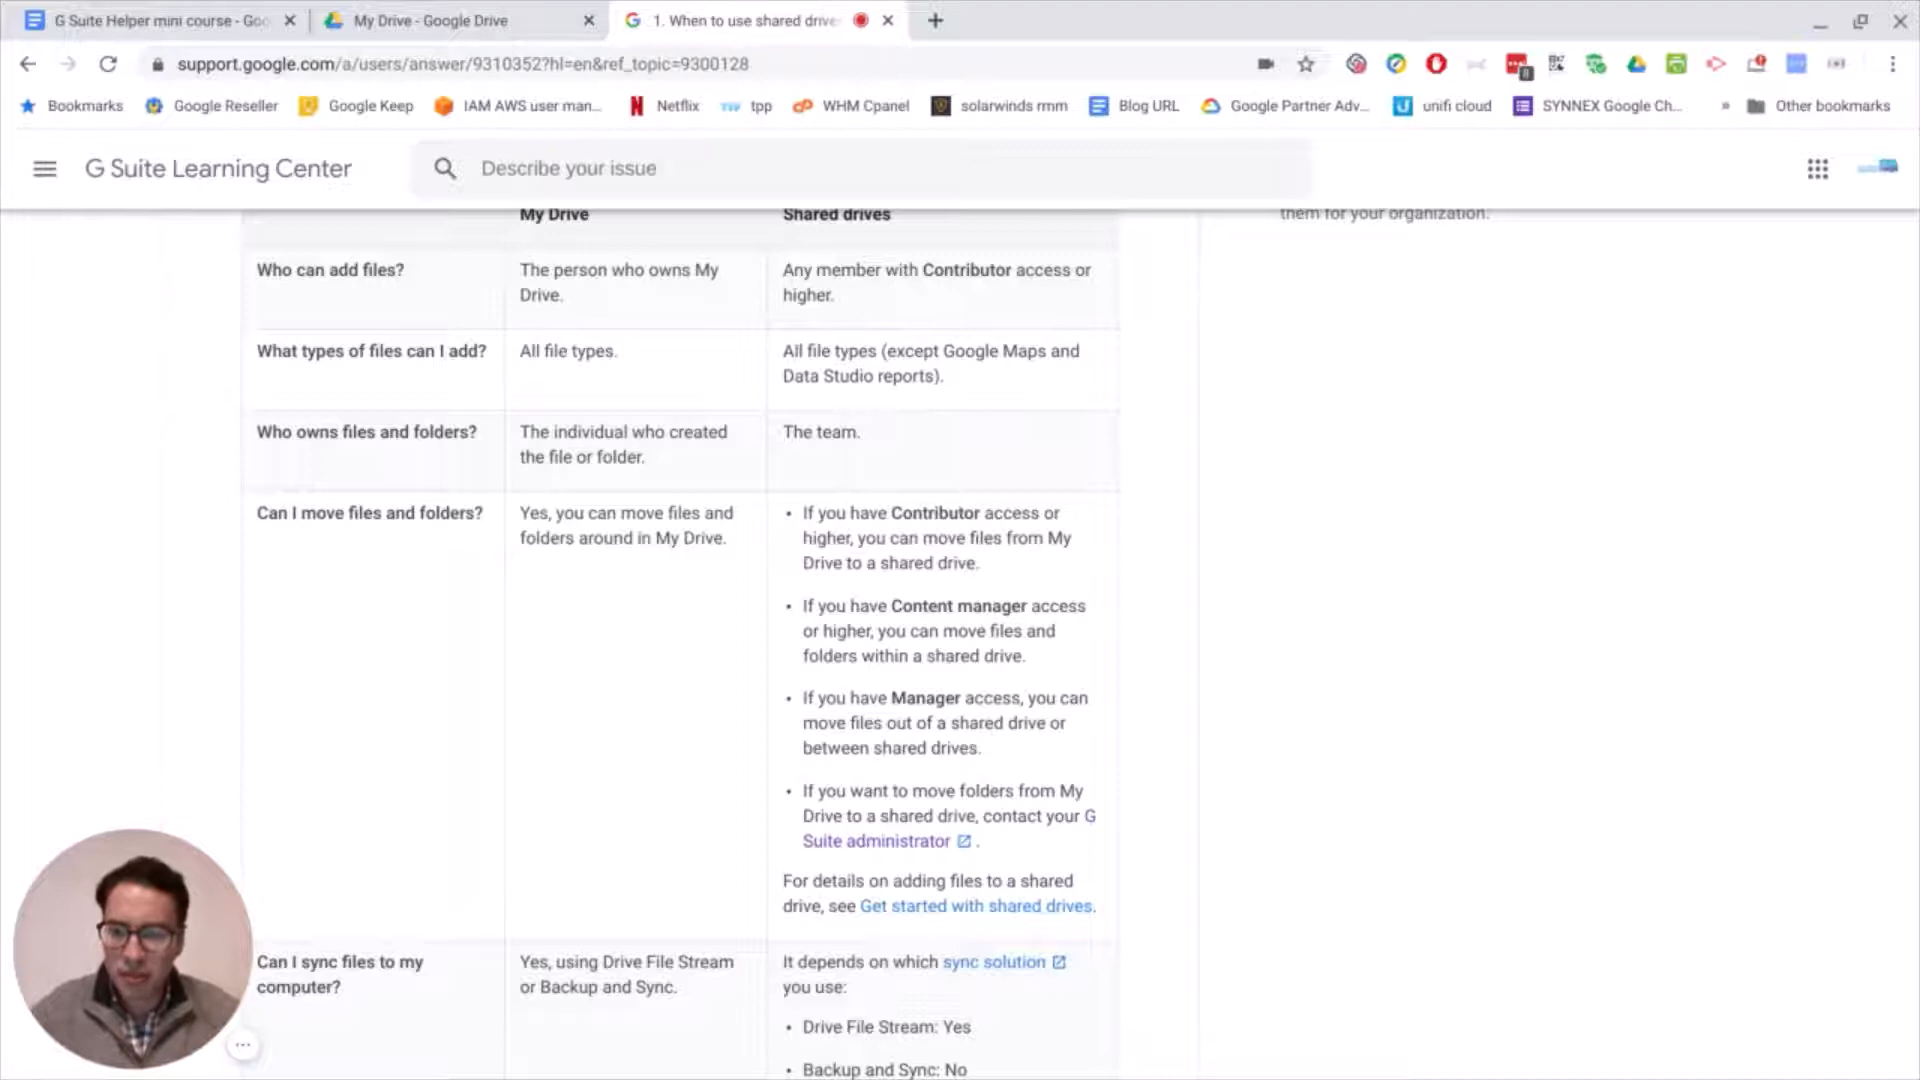 G Suite Helper mini course - Goo
My Drive - Google Drive
1. When to use shared drive
support.google.com/a/users/answer/9310352?hl=en&ref_topic=9300128
Bookmarks
Google Reseller
Google Keep
IAM AWS user man...
Netflix
tpp
WHM Cpanel
solarwinds rmm
Blog URL
Google Partner Adv...
unifi cloud
SYNNEX Google Ch...
»
Other bookmarks
G Suite Learning Center
Describe your issue
My Drive
Shared drives
them for your organization.
Who can add files?
The person who owns My
Drive.
Any member with Contributor access or
higher.
What types of files can I add?
All file types.
All file types (except Google Maps and
Data Studio reports).
Who owns files and folders?
The individual who created
the file or folder.
The team.
Can I move files and folders?
Yes, you can move files and
folders around in My Drive.
• If you have Contributor access or
higher, you can move files from My
Drive to a shared drive.
• If you have Content manager access
or higher, you can move files and
folders within a shared drive.
• If you have Manager access, you can
move files out of a shared drive or
between shared drives.
• If you want to move folders from My
Drive to a shared drive, contact your G
Suite administrator .
For details on adding files to a shared
drive, see Get started with shared drives.
Can I sync files to my
computer?
Yes, using Drive File Stream
or Backup and Sync.
It depends on which sync solution
you use:
• Drive File Stream: Yes
• Backup and Sync: No